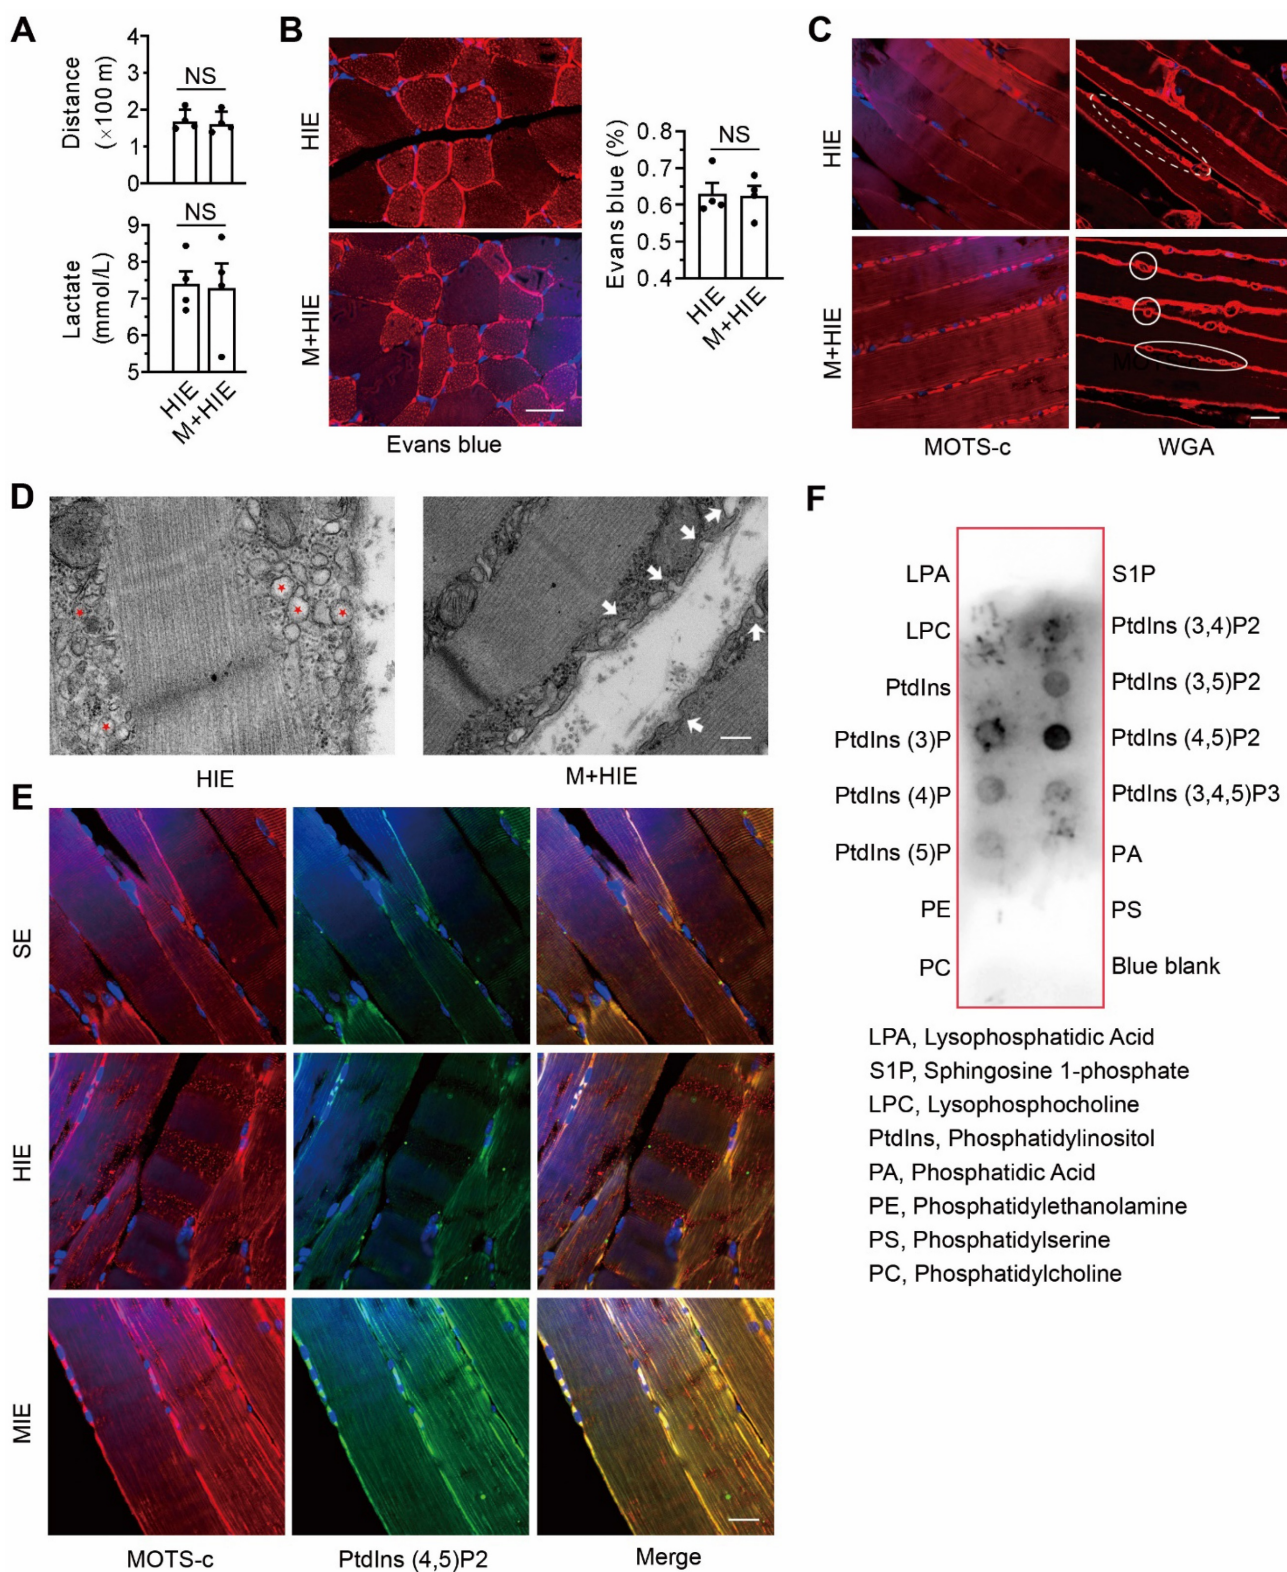 A
Distance
(×100 m)
4
3
2
1
0
NS
Lactate
(mmol/L)
9
8
7
6
5
NS
HIE
M+HIE
B
HIE
M+HIE
Evans blue
Evans blue (%)
0.8
0.7
0.6
0.5
0.4
NS
HIE
M+HIE
C
HIE
M+HIE
MOTS-c
WGA
D
HIE
M+HIE
E
SE
HIE
MIE
MOTS-c
PtdIns (4,5)P2
Merge
F
LPA
S1P
LPC
PtdIns (3,4)P2
PtdIns
PtdIns (3,5)P2
PtdIns (3)P
PtdIns (4,5)P2
PtdIns (4)P
PtdIns (3,4,5)P3
PtdIns (5)P
PA
PE
PS
PC
Blue blank
LPA, Lysophosphatidic Acid
S1P, Sphingosine 1-phosphate
LPC, Lysophosphocholine
PtdIns, Phosphatidylinositol
PA, Phosphatidic Acid
PE, Phosphatidylethanolamine
PS, Phosphatidylserine
PC, Phosphatidylcholine